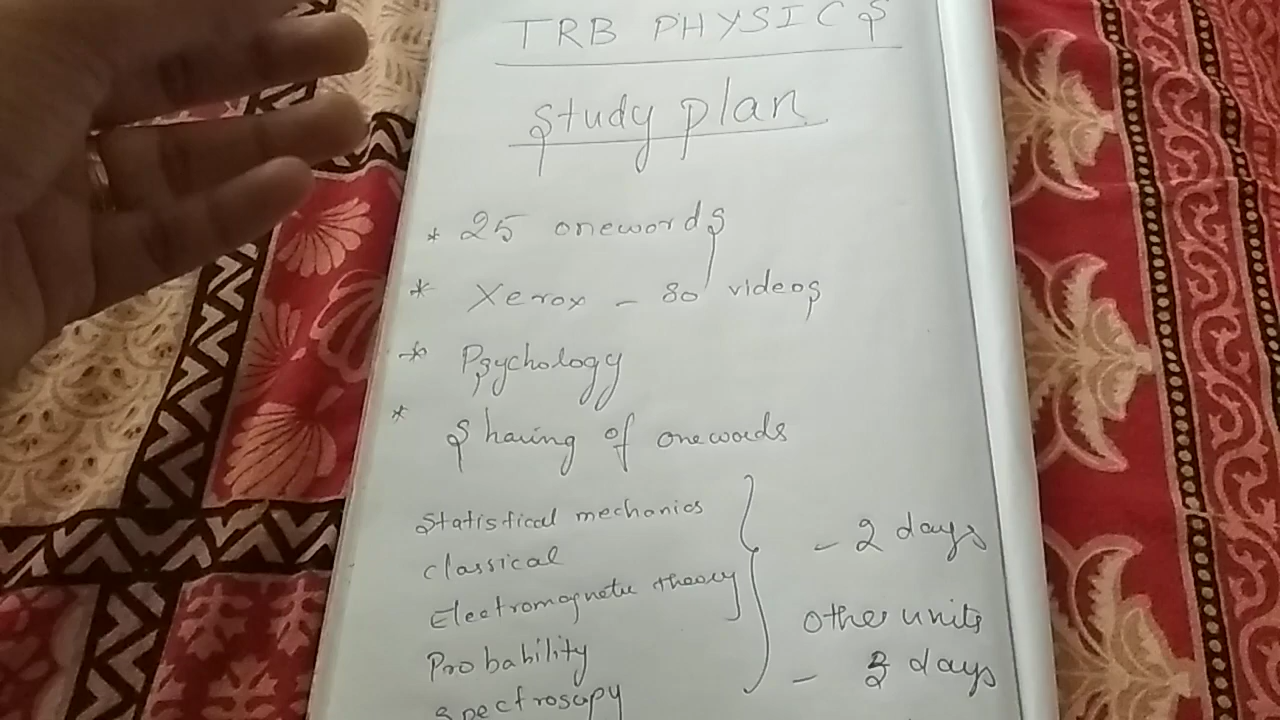 TRB PHYSICS
Study plan
* 25 onewords
* Xerox - 80 videos
* Psychology
* Sharing of onewords
Statistical mechanics
classical
Electromagnetic theory
Probability
Spectroscopy
- 2 days
other units
- 3 days